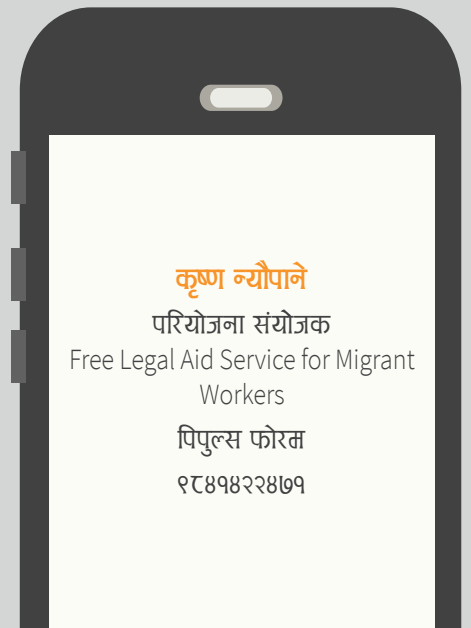 कृष्ण न्यौपाने
परियोजना संयोजक
Free Legal Aid Service for Migrant
Workers
पिपुल्स फोरम
९८४१४२२४७१